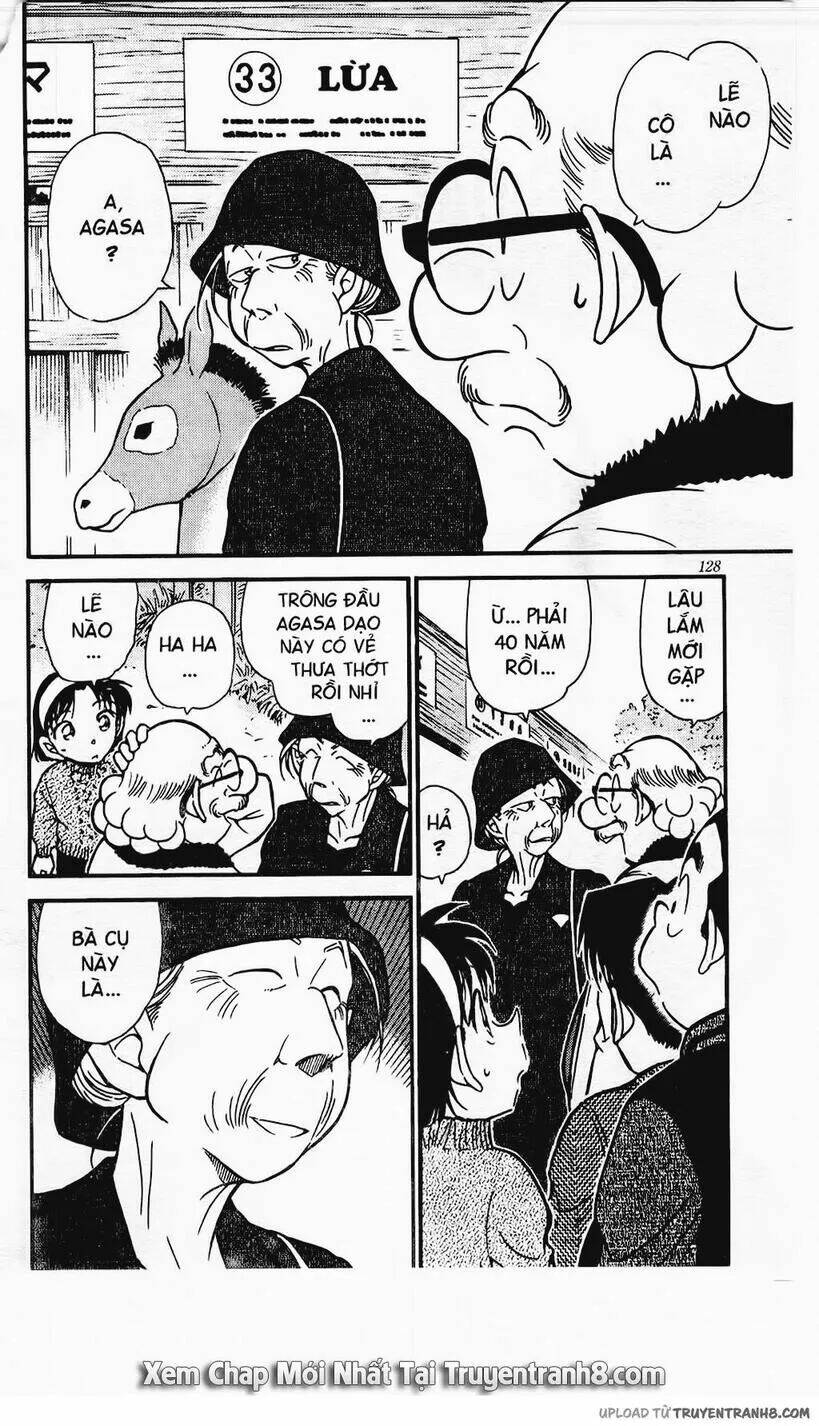 マ
33 LỪA
LẼ
NÀO
CÔ
LÀ
...
A,
AGASA
?
128
LÂU
LẮM
MỚI
GẶP
...
Ừ... PHẢI
40 NĂM
RỒI...
HẢ
?
TRÔNG ĐẦU
AGASA DẠO
NÀY CÓ VẺ
THƯA THỚT
RỒI NHỈ
...
HA HA
...
LẼ
NÀO
...
BÀ CỤ
NÀY
LÀ...
Xem Chap Mới Nhất Tại Truyentranh8.com
UPLOAD TỪ TRUYENTRANH8.COM